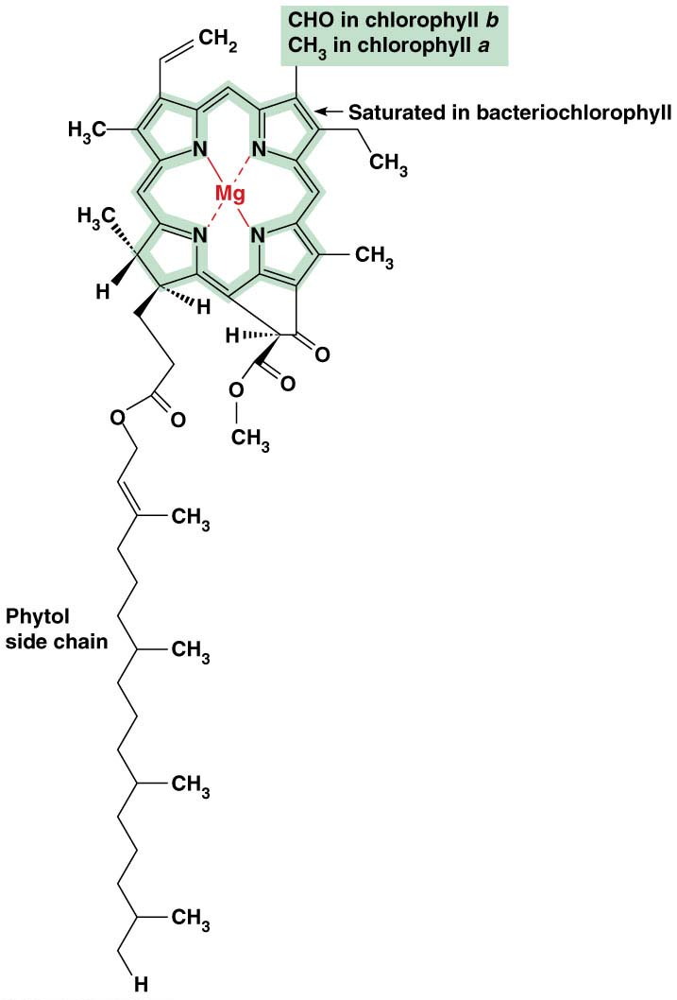 CHO in chlorophyll b
CH3 in chlorophyll a
CH2
Saturated in bacteriochlorophyll
H3C
CH3
N
N
Mg
H3C
N
N
CH3
H
H
H
O
O
O
O
O
CH3
CH3
Phytol
side chain
CH3
CH3
CH3
H